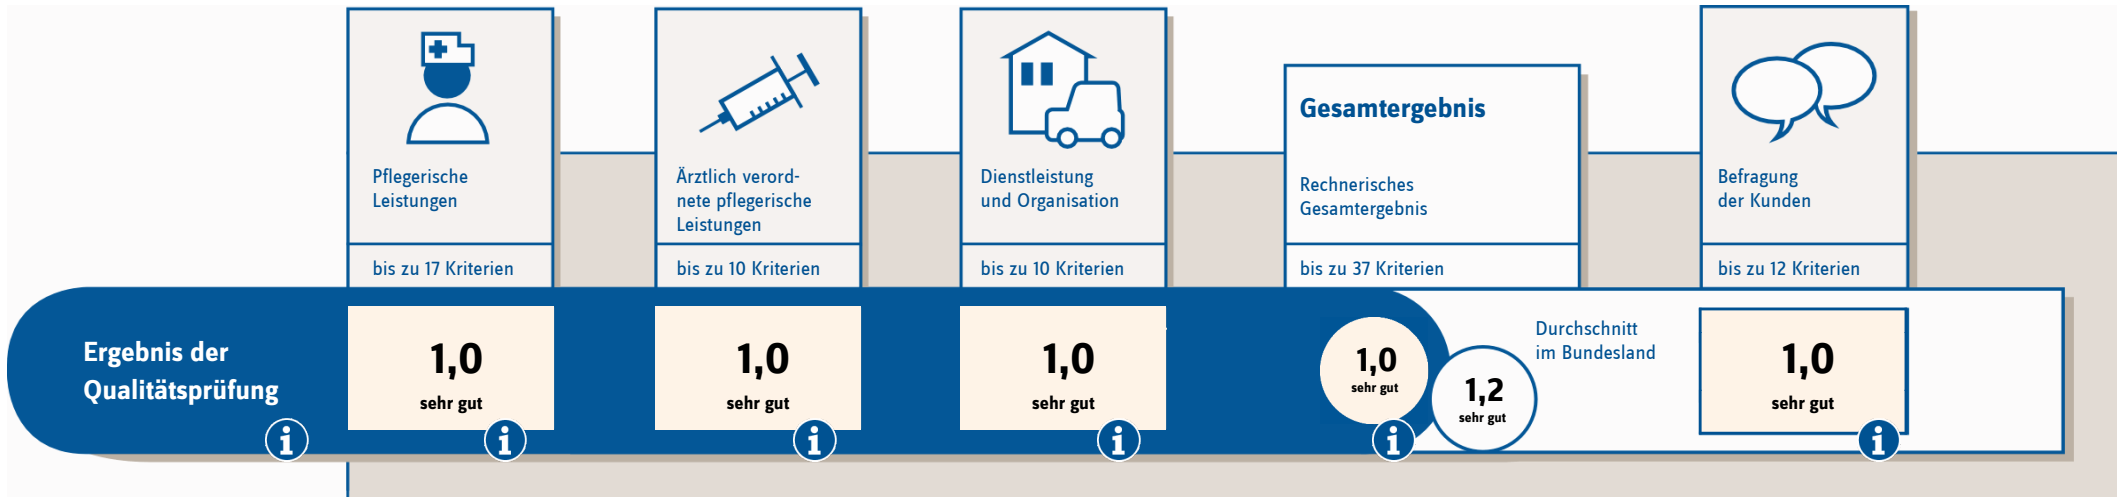 Pflegerische
Leistungen
bis zu 17 Kriterien
Ärztlich verord-
nete pflegerische
Leistungen
bis zu 10 Kriterien
Dienstleistung
und Organisation
bis zu 10 Kriterien
Gesamtergebnis
Rechnerisches
Gesamtergebnis
bis zu 37 Kriterien
Befragung
der Kunden
bis zu 12 Kriterien
Ergebnis der
Qualitätsprüfung
i
1,0
sehr gut
i
1,0
sehr gut
i
1,0
sehr gut
i
1,0
sehr gut
i
1,2
sehr gut
Durchschnitt
im Bundesland
1,0
sehr gut
i